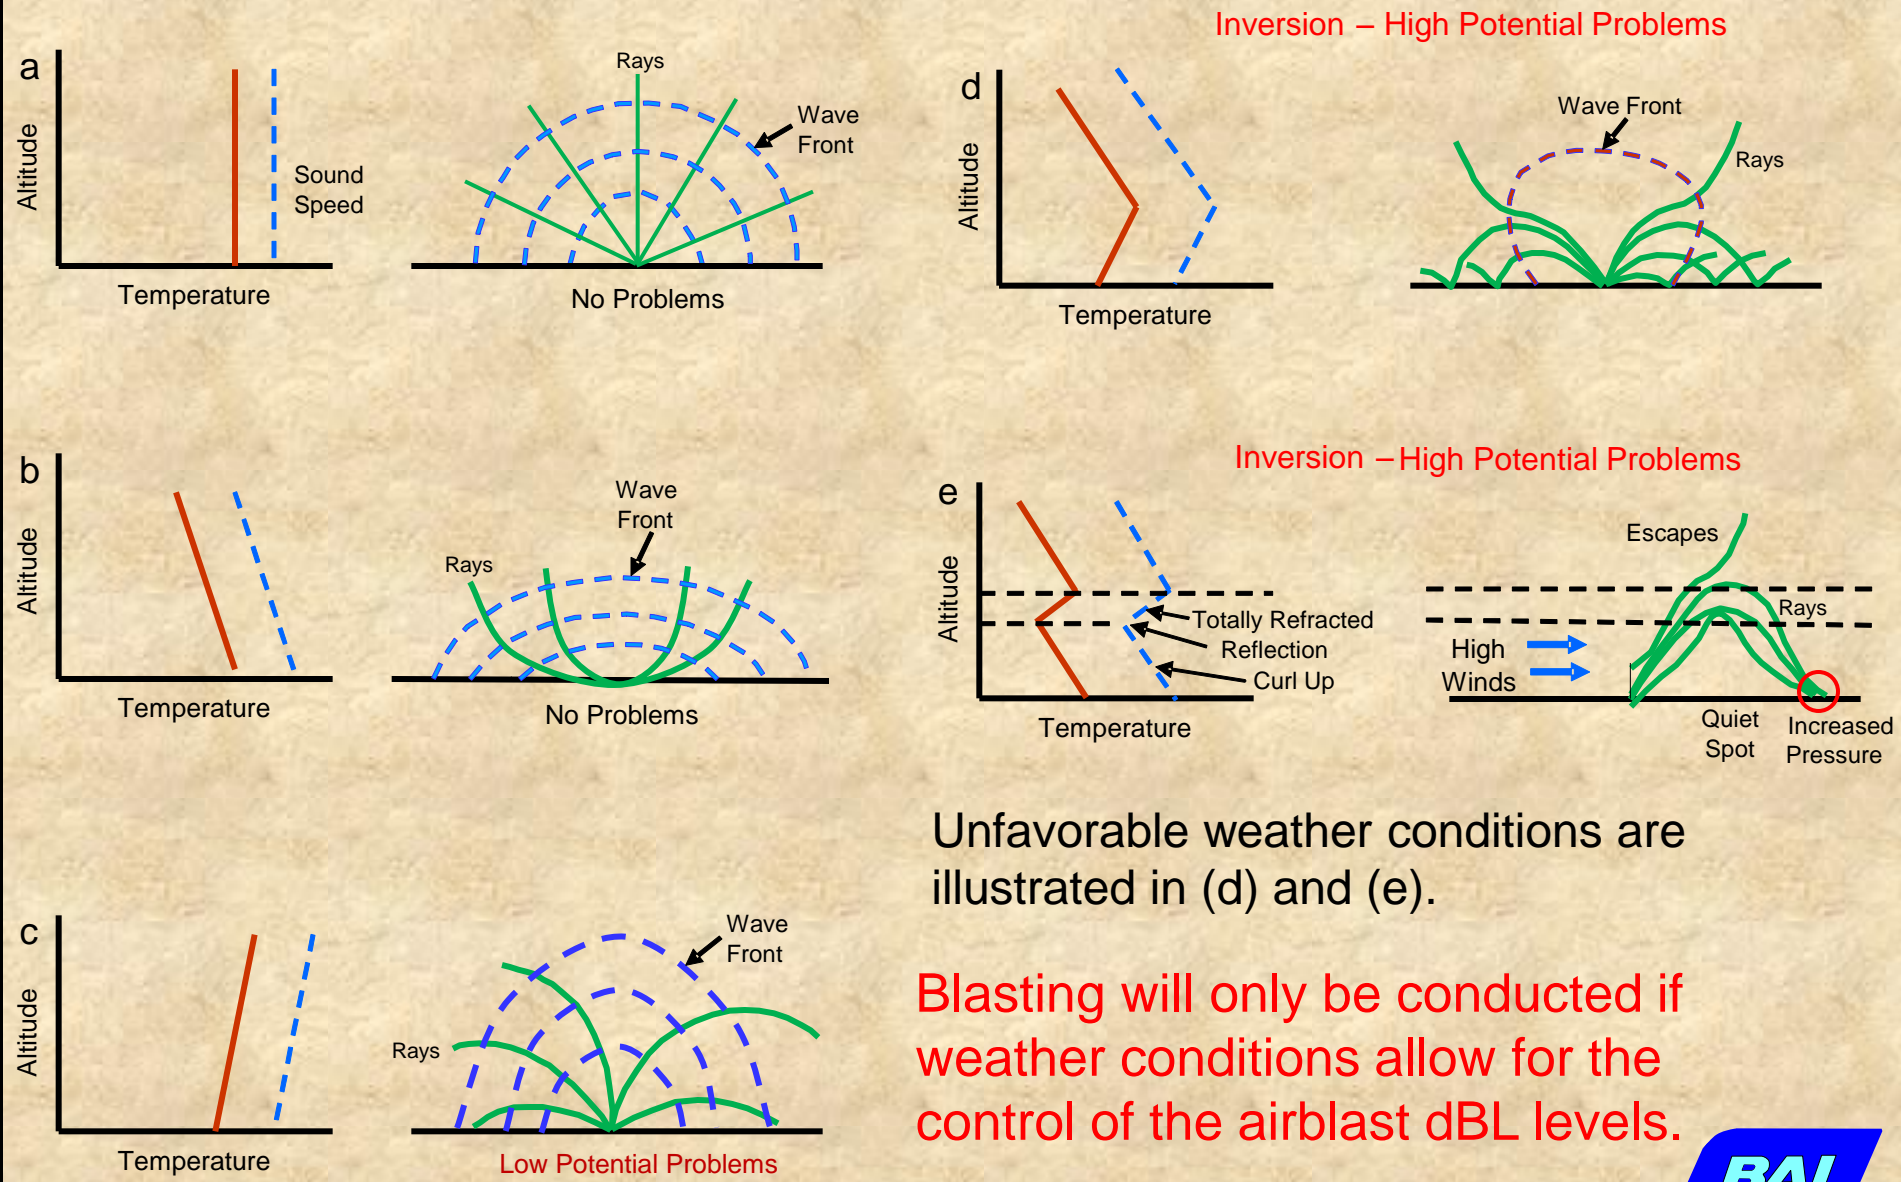 a
Altitude
Temperature
Sound
Speed
Rays
Wave
Front
No Problems
b
Altitude
Temperature
Rays
Wave
Front
No Problems
c
Altitude
Temperature
Rays
Wave
Front
Low Potential Problems
Inversion – High Potential Problems
d
Altitude
Temperature
Wave Front
Rays
Inversion – High Potential Problems
e
Altitude
Temperature
Totally Refracted
Reflection
Curl Up
Escapes
Rays
High
Winds
Quiet
Spot
Increased
Pressure
Unfavorable weather conditions are
illustrated in (d) and (e).
Blasting will only be conducted if
weather conditions allow for the
control of the airblast dBL levels.